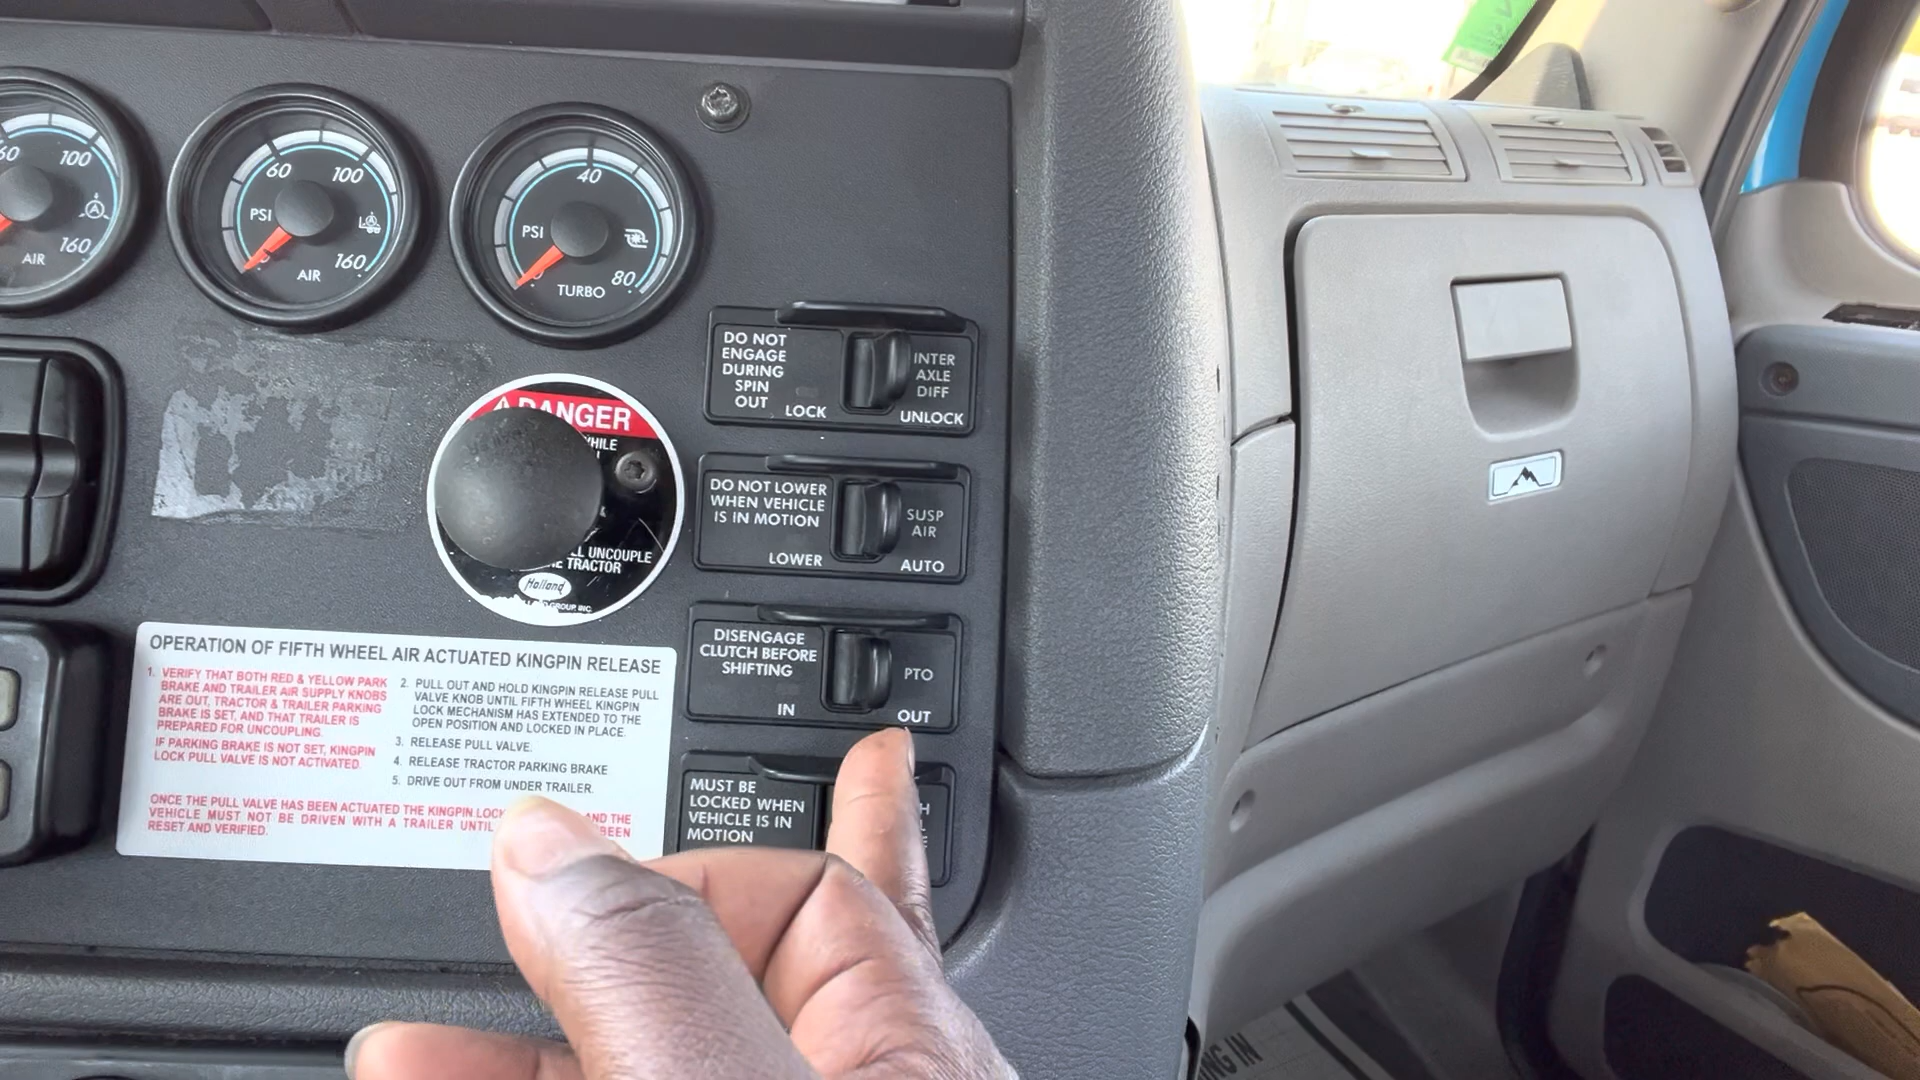 60
100
160
AIR
60
100
PSI
160
AIR
40
PSI
0
80
TURBO
DO NOT
ENGAGE
DURING
SPIN
OUT
LOCK
INTER
AXLE
DIFF
UNLOCK
DANGER
UNCOUPLE
TRACTOR
Holland
GROUP, INC.
DO NOT LOWER
WHEN VEHICLE
IS IN MOTION
LOWER
SUSP
AIR
AUTO
DISENGAGE
CLUTCH BEFORE
SHIFTING
IN
PTO
OUT
MUST BE
LOCKED WHEN
VEHICLE IS IN
MOTION
OPERATION OF FIFTH WHEEL AIR ACTUATED KINGPIN RELEASE
1. VERIFY THAT BOTH RED & YELLOW PARK
BRAKE AND TRAILER AIR SUPPLY KNOBS
ARE OUT, TRACTOR & TRAILER PARKING
BRAKE IS SET, AND THAT TRAILER IS
PREPARED FOR UNCOUPLING.
IF PARKING BRAKE IS NOT SET, KINGPIN
LOCK PULL VALVE IS NOT ACTIVATED.
2. PULL OUT AND HOLD KINGPIN RELEASE PULL
VALVE KNOB UNTIL FIFTH WHEEL KINGPIN
LOCK MECHANISM HAS EXTENDED TO THE
OPEN POSITION AND LOCKED IN PLACE.
3. RELEASE PULL VALVE.
4. RELEASE TRACTOR PARKING BRAKE
5. DRIVE OUT FROM UNDER TRAILER.
ONCE THE PULL VALVE HAS BEEN ACTUATED THE KINGPIN LOCK AND THE
VEHICLE MUST NOT BE DRIVEN WITH A TRAILER UNTIL BEEN
RESET AND VERIFIED.